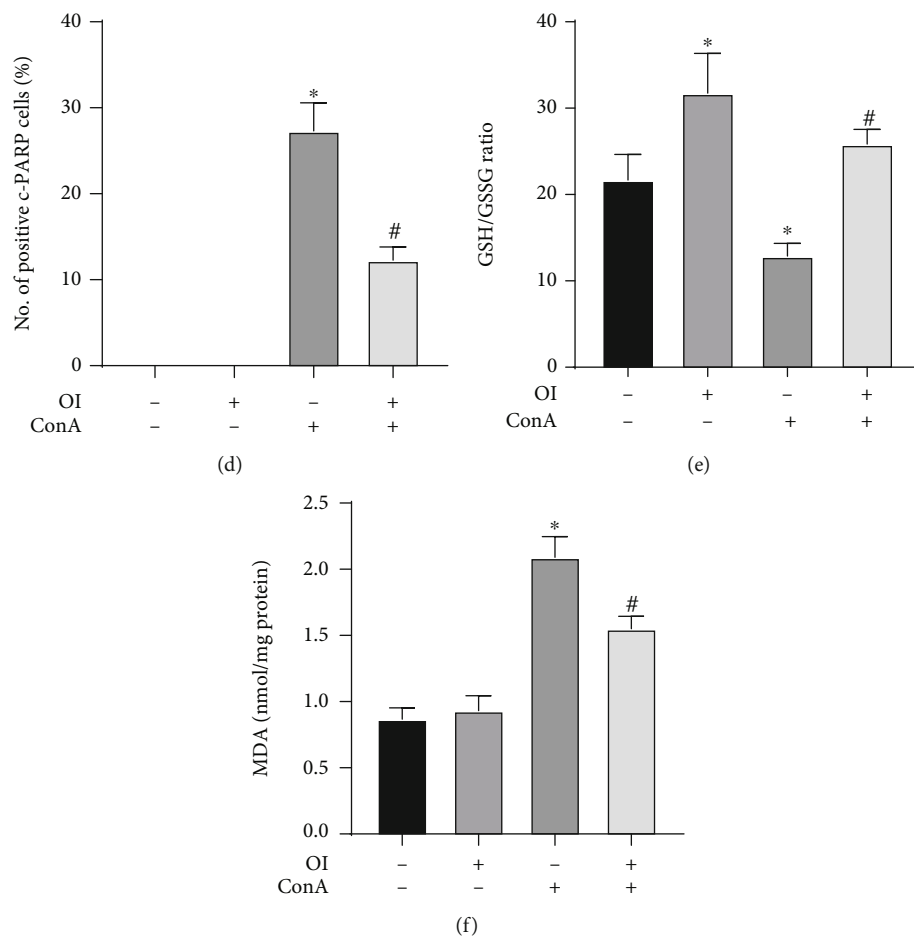 No. of positive c-PARP cells (%)
40
30
20
10
0
*
#
OI – + – +
ConA – – + +
(d)
GSH/GSSG ratio
40
30
20
10
0
*
*
#
OI – + – +
ConA – – + +
(e)
MDA (nmol/mg protein)
2.5
2.0
1.5
1.0
0.5
0.0
*
#
OI – + – +
ConA – – + +
(f)